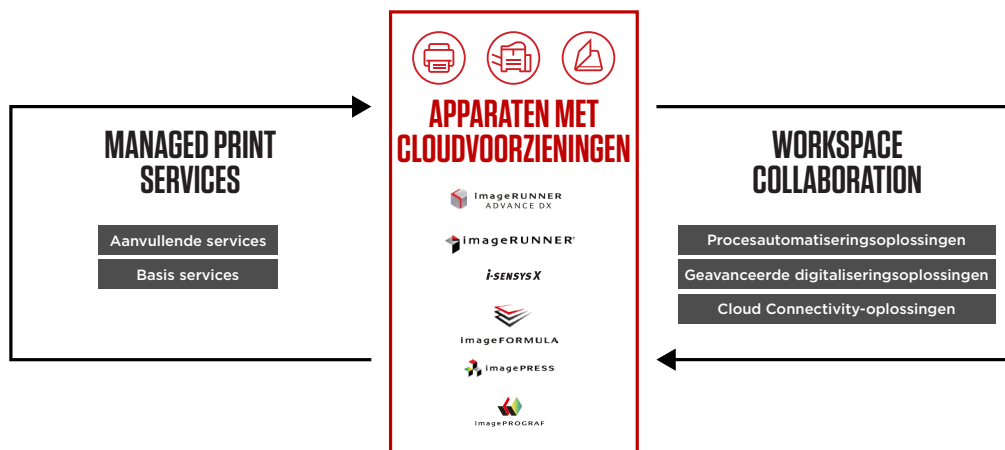 MANAGED PRINT
SERVICES
Aanvullende services
Basis services
APPARATEN MET
CLOUDVOORZIENINGEN
imageRUNNER
ADVANCE DX
imageRUNNER
i-SENSYS X
imageFORMULA
imagePRESS
imagePROGRAF
WORKSPACE
COLLABORATION
Procesautomatiseringsoplossingen
Geavanceerde digitaliseringsoplossingen
Cloud Connectivity-oplossingen